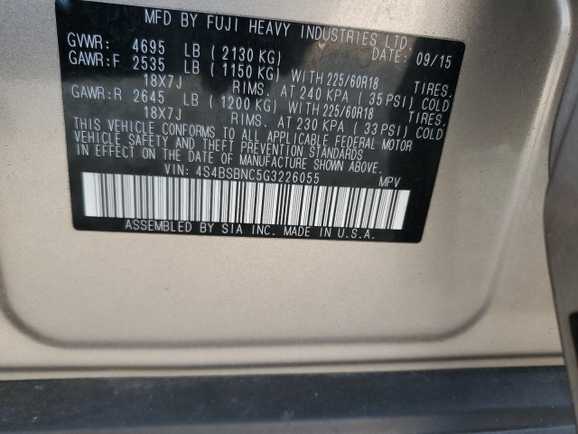 MFD BY FUJI HEAVY INDUSTRIES LTD.
GVWR: 4695 LB ( 2130 KG) DATE: 09/15
GAWR:F 2535 LB ( 1150 KG) WITH 225/60R18 TIRES.
18X7J RIMS. AT 240 KPA ( 35 PSI) COLD
GAWR:R 2645 LB ( 1200 KG) WITH 225/60R18 TIRES.
18X7J RIMS. AT 230 KPA ( 33 PSI) COLD
THIS VEHICLE CONFORMS TO ALL APPLICABLE FEDERAL MOTOR
VEHICLE SAFETY AND THEFT PREVENTION STANDARDS
IN EFFECT ON THE DATE OF MANUFACTURE SHOWN ABOVE.
VIN: 4S4BSBNC5G3226055 MPV
ASSEMBLED BY SIA INC. MADE IN U.S.A.